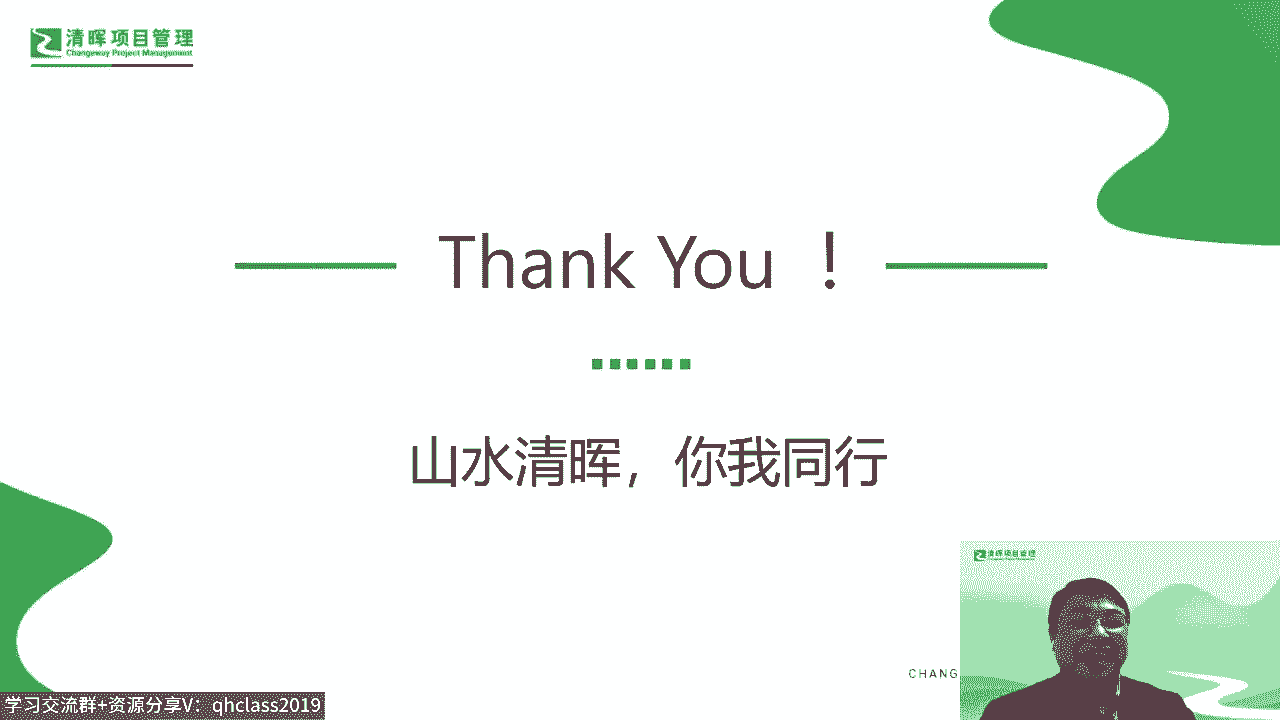 清晖项目管理
Changeway Project Management
Thank You ！
山水清晖，你我同行
清晖项目管理
CHANG
学习交流群+资源分享V：qhclass2019